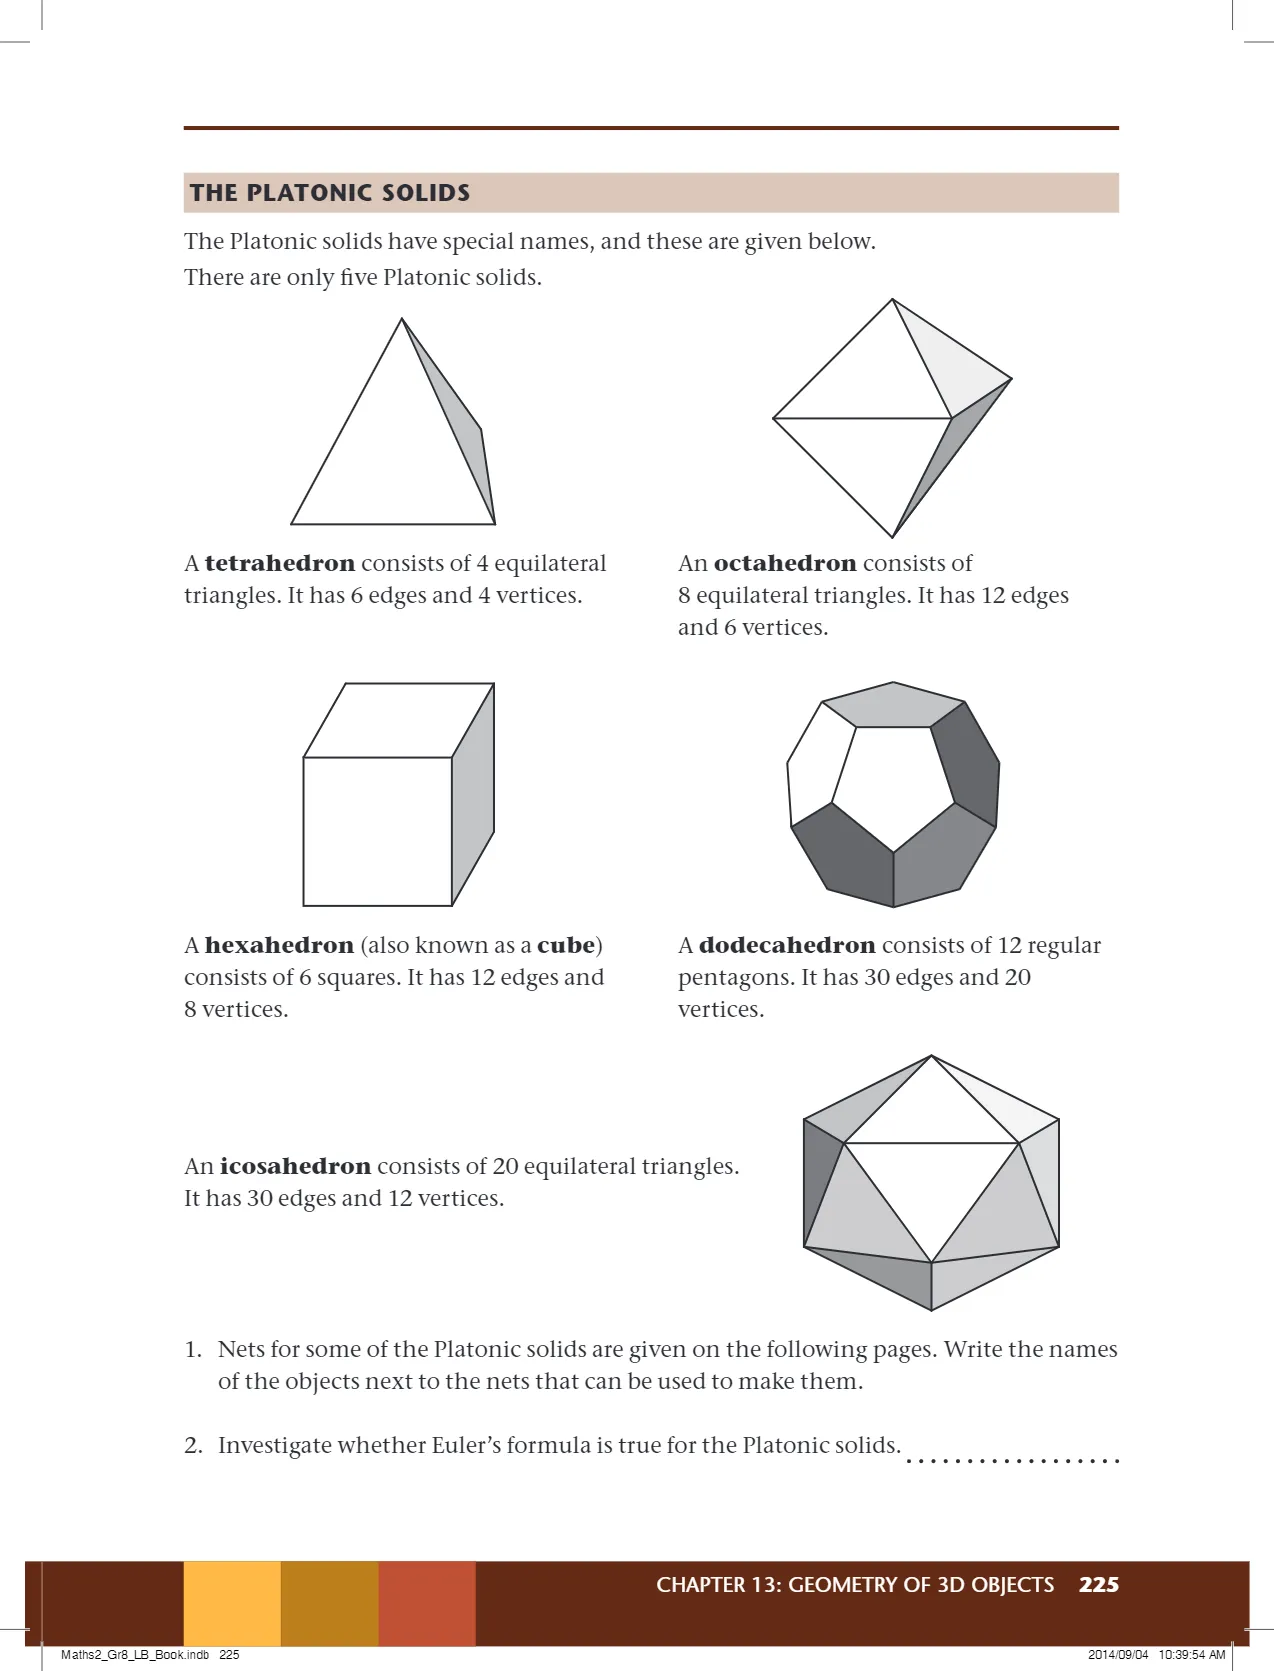 THE PLATONIC SOLIDS
The Platonic solids have special names, and these are given below.
There are only five Platonic solids.
A tetrahedron consists of 4 equilateral
triangles. It has 6 edges and 4 vertices.
An octahedron consists of
8 equilateral triangles. It has 12 edges
and 6 vertices.
A hexahedron (also known as a cube)
consists of 6 squares. It has 12 edges and
8 vertices.
A dodecahedron consists of 12 regular
pentagons. It has 30 edges and 20
vertices.
An icosahedron consists of 20 equilateral triangles.
It has 30 edges and 12 vertices.
1. Nets for some of the Platonic solids are given on the following pages. Write the names
of the objects next to the nets that can be used to make them.
2. Investigate whether Euler’s formula is true for the Platonic solids. ..................
CHAPTER 13: GEOMETRY OF 3D OBJECTS 225
Maths2_Gr8_LB_Book.indb 225 2014/09/04 10:39:54 AM